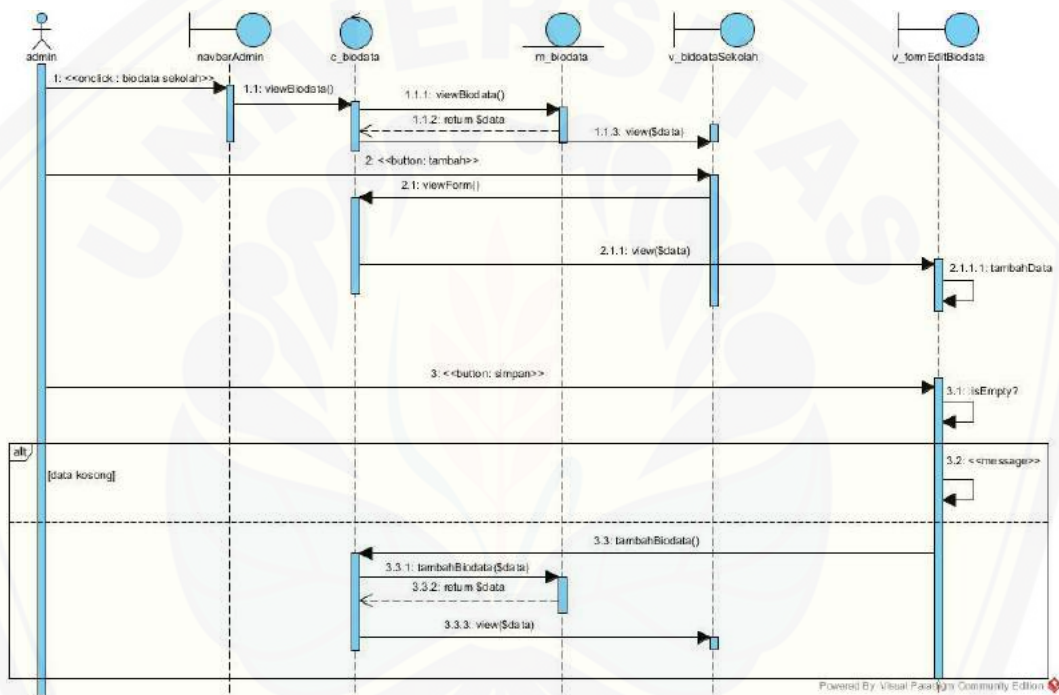 UNIVERSITAS
admin
navbarAdmin
c_biodata
m_biodata
v_bidoataSekolah
v_formEditBiodata
1: <<onclick : biodata sekolah>>
1.1: viewBiodata()
1.1.1: viewBiodata()
1.1.2: return $data
1.1.3: view($data)
2: <<button: tambah>>
2.1: viewForm()
2.1.1: view($data)
2.1.1.1: tambahData
3: <<button: simpan>>
3.1: isEmpty?
alt
[data kosong]
3.2: <<message>>
3.3: tambahBiodata()
3.3.1: tambahBiodata($data)
3.3.2: return $data
3.3.3: view($data)
Powered By Visual Paradigm Community Edition